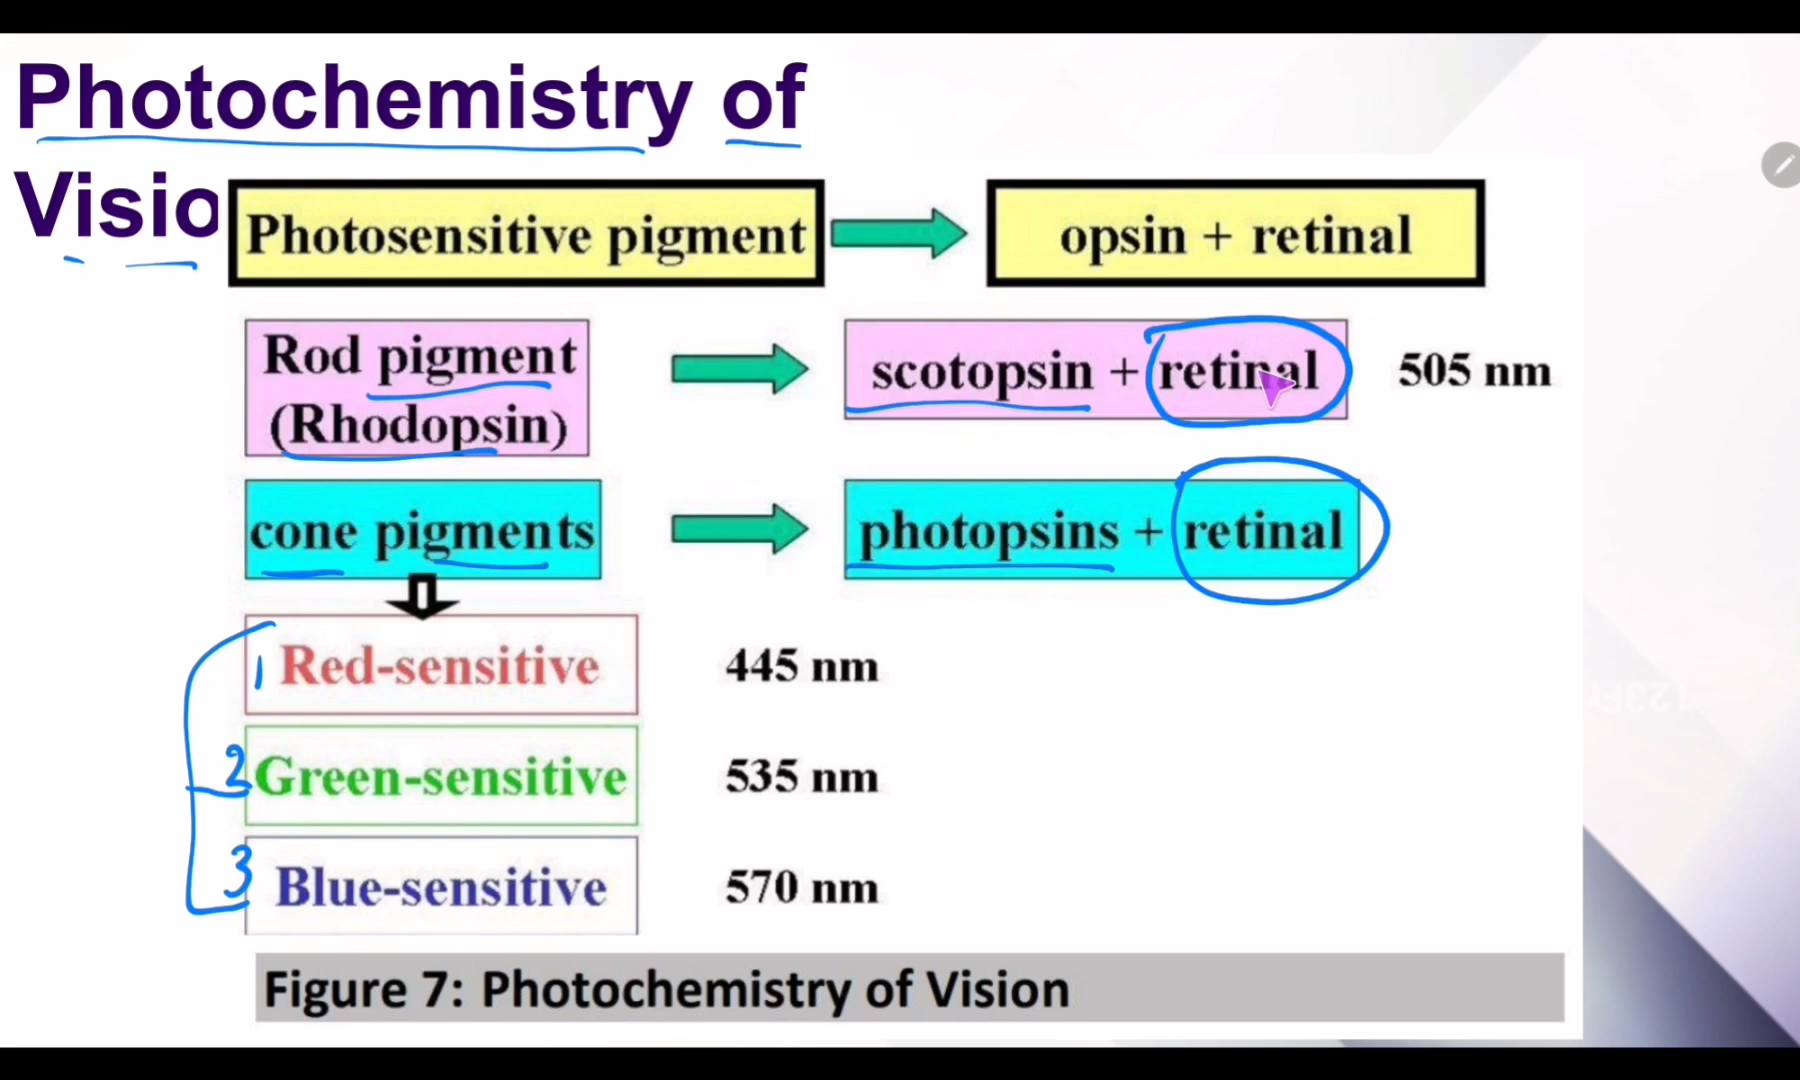 Photochemistry of
Visio
Photosensitive pigment
opsin + retinal
Rod pigment
(Rhodopsin)
scotopsin + retinal
505 nm
cone pigments
photopsins + retinal
1 Red-sensitive
445 nm
2 Green-sensitive
535 nm
3 Blue-sensitive
570 nm
Figure 7: Photochemistry of Vision